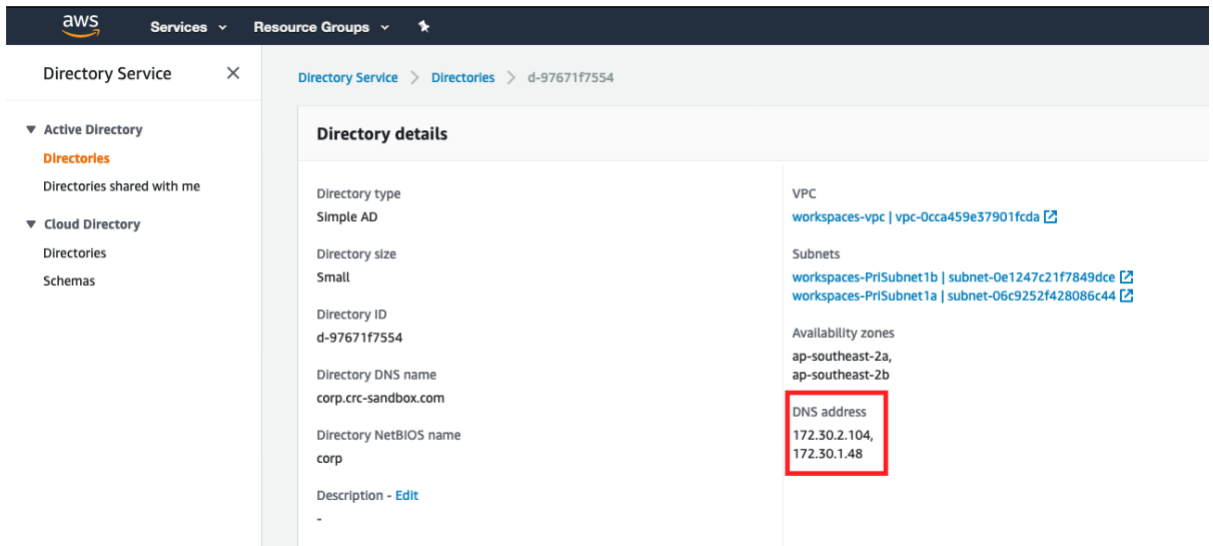 aws
Services
Resource Groups
Directory Service
Directory Service > Directories > d-97671f7554
Active Directory
Directories
Directories shared with me
Cloud Directory
Directories
Schemas
Directory details
Directory type
Simple AD
Directory size
Small
Directory ID
d-97671f7554
Directory DNS name
corp.crc-sandbox.com
Directory NetBIOS name
corp
Description - Edit
-
VPC
workspaces-vpc | vpc-0cca459e37901fcda
Subnets
workspaces-PriSubnet1b | subnet-0e1247c21f7849dce
workspaces-PriSubnet1a | subnet-06c9252f428086c44
Availability zones
ap-southeast-2a,
ap-southeast-2b
DNS address
172.30.2.104,
172.30.1.48